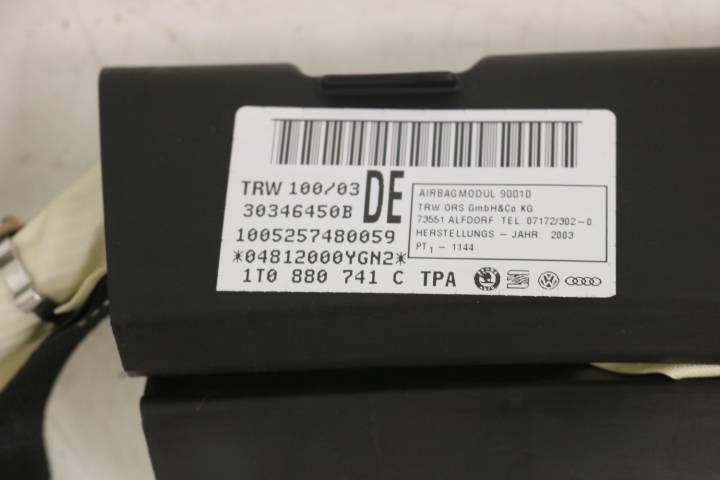 TRW 100/03 DE
30346450B
1005257480059
*04812000YGN2*
1T0 880 741 C TPA
AIRBAGMODUL 90010
TRW ORS GmbH&Co KG
73551 ALFDORF TEL. 07172/302-0
HERSTELLUNGS - JAHR: 2003
PT1 - 1144